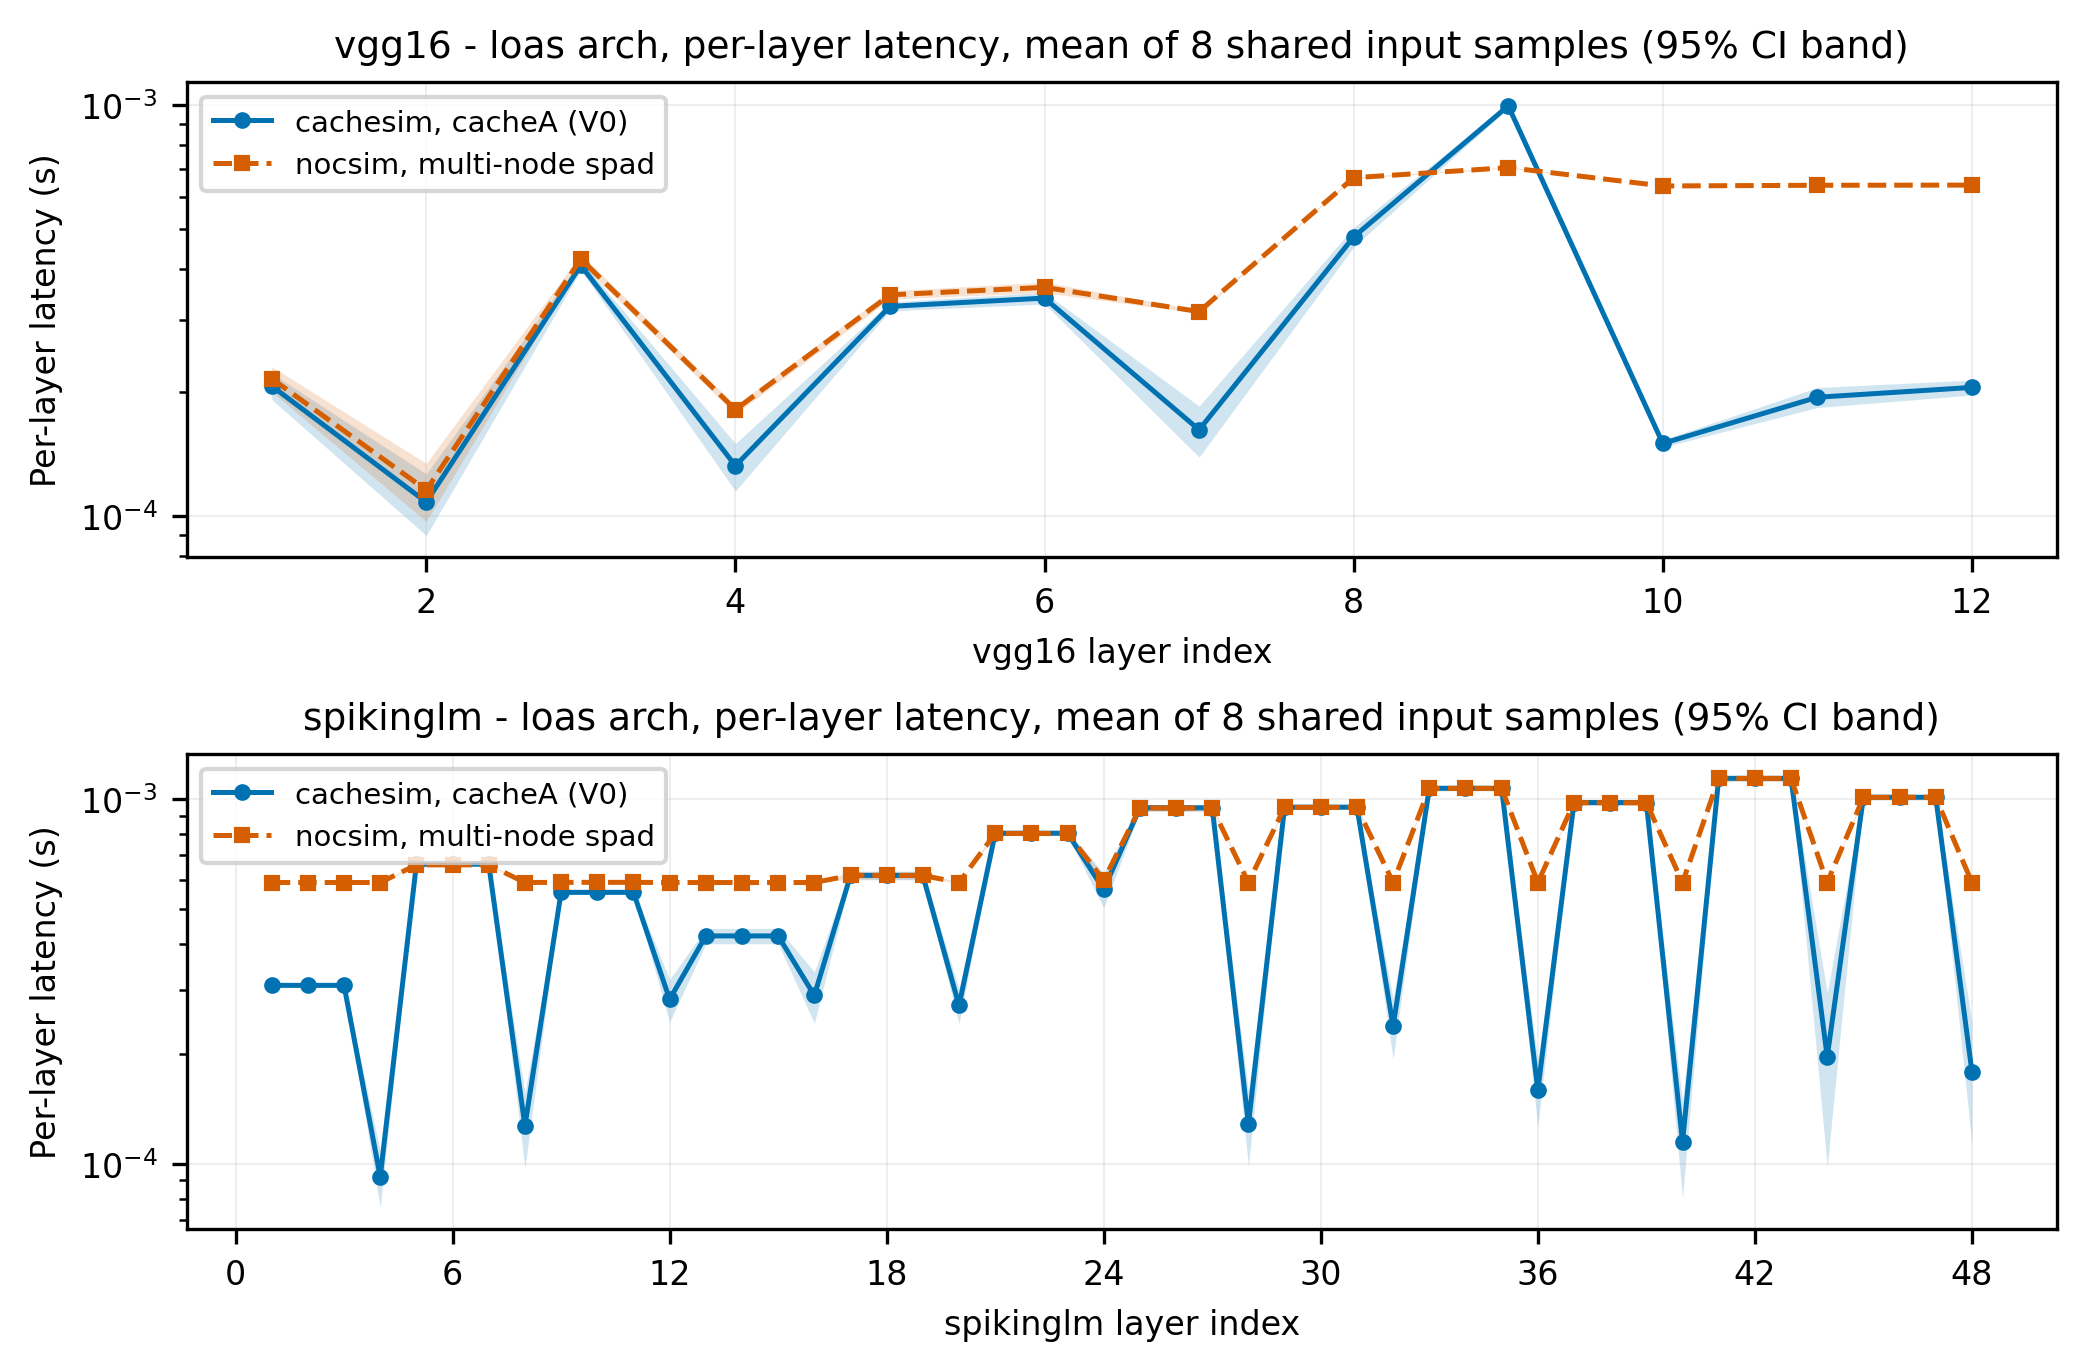 vgg16 - loas arch, per-layer latency, mean of 8 shared input samples (95% CI band)
10⁻³
10⁻⁴
Per-layer latency (s)
cachesim, cacheA (V0)
nocsim, multi-node spad
2 4 6 8 10 12
vgg16 layer index
spikinglm - loas arch, per-layer latency, mean of 8 shared input samples (95% CI band)
10⁻³
10⁻⁴
Per-layer latency (s)
cachesim, cacheA (V0)
nocsim, multi-node spad
0 6 12 18 24 30 36 42 48
spikinglm layer index